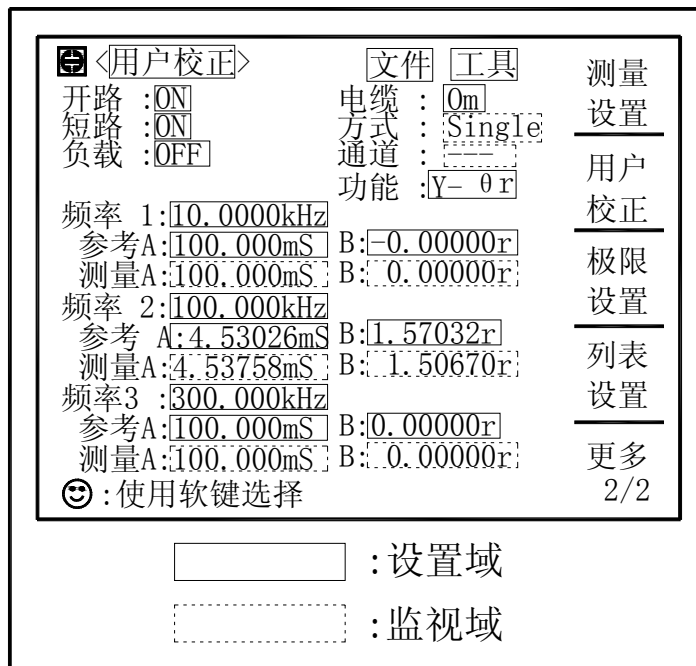 <用户校正> 文件 工具
开路 :ON 电缆 : 0m
短路 :ON 方式 : Single
负载 :OFF 通道 : ---
功能 :Y- θr
频率 1:10.0000kHz
参考A:100.000mS B:-0.00000r
测量A:100.000mS B: 0.00000r
频率 2:100.000kHz
参考 A:4.53026mS B:1.57032r
测量A:4.53758mS B: 1.50670r
频率3 :300.000kHz
参考A:100.000mS B:0.00000r
测量A:100.000mS B: 0.00000r
:使用软键选择
测量
设置
用户
校正
极限
设置
列表
设置
更多
2/2
:设置域
:监视域